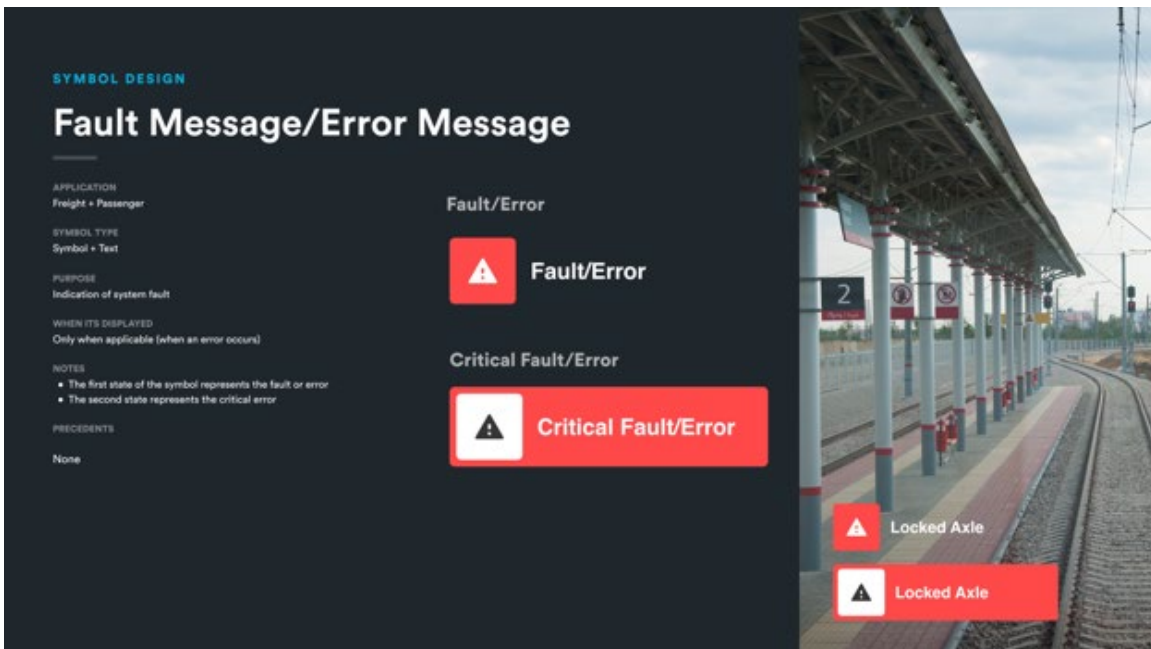 SYMBOL DESIGN
Fault Message/Error Message
APPLICATION
Freight + Passenger
SYMBOL TYPE
Symbol + Text
PURPOSE
Indication of system fault
WHEN ITS DISPLAYED
Only when applicable (when an error occurs)
NOTES
• The first state of the symbol represents the fault or error
• The second state represents the critical error
PRECEDENTS
None
Fault/Error
Fault/Error
Critical Fault/Error
Critical Fault/Error
2
Locked Axle
Locked Axle